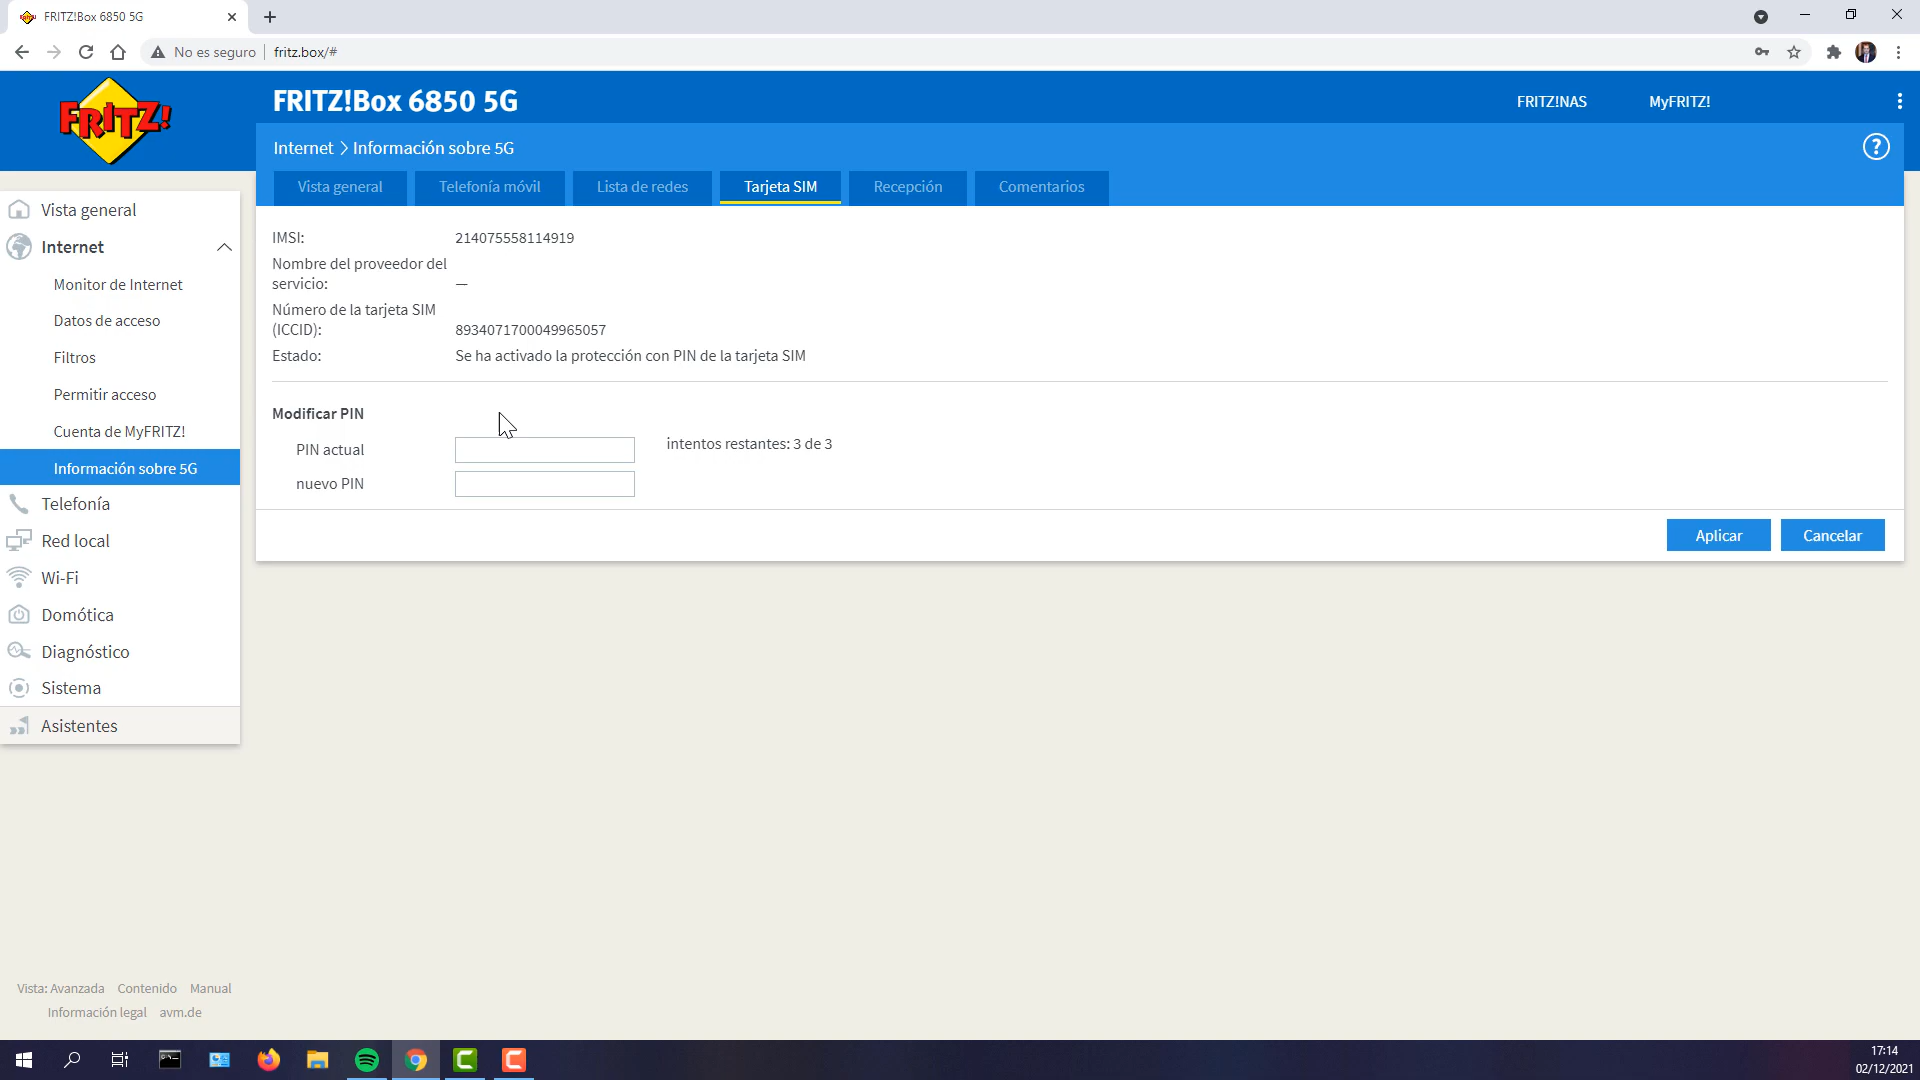 FRITZ!Box 6850 5G
No es seguro
fritz.box/#
FRITZ!
FRITZ!Box 6850 5G
FRITZ!NAS
MyFRITZ!
Internet > Información sobre 5G
?
Vista general
Telefonía móvil
Lista de redes
Tarjeta SIM
Recepción
Comentarios
Vista general
Internet
Monitor de Internet
Datos de acceso
Filtros
Permitir acceso
Cuenta de MyFRITZ!
Información sobre 5G
Telefonía
Red local
Wi-Fi
Domótica
Diagnóstico
Sistema
Asistentes
IMSI: 214075558114919
Nombre del proveedor del
servicio: —
Número de la tarjeta SIM
(ICCID): 8934071700049965057
Estado: Se ha activado la protección con PIN de la tarjeta SIM
Modificar PIN
PIN actual
intentos restantes: 3 de 3
nuevo PIN
Aplicar
Cancelar
Vista: Avanzada Contenido Manual
Información legal avm.de
17:14
02/12/2021